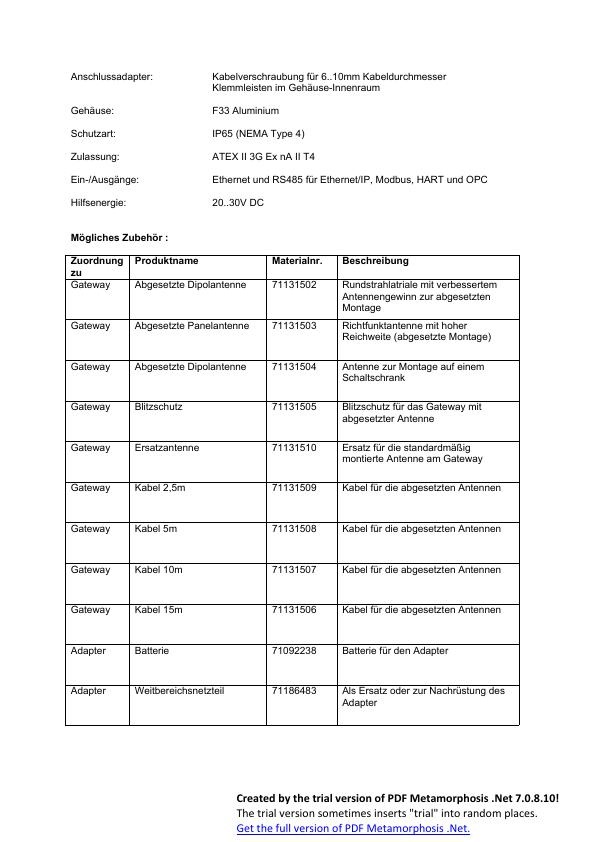 Anschlussadapter: Kabelverschraubung für 6..10mm Kabeldurchmesser
Klemmleisten im Gehäuse-Innenraum
Gehäuse: F33 Aluminium
Schutzart: IP65 (NEMA Type 4)
Zulassung: ATEX II 3G Ex nA II T4
Ein-/Ausgänge: Ethernet und RS485 für Ethernet/IP, Modbus, HART und OPC
Hilfsenergie: 20..30V DC
Mögliches Zubehör :
Zuordnung zu Produktname Materialnr. Beschreibung
Gateway Abgesetzte Dipolantenne 71131502 Rundstrahlatriale mit verbessertem
Antennengewinn zur abgesetzten
Montage
Gateway Abgesetzte Panelantenne 71131503 Richtfunktantenne mit hoher
Reichweite (abgesetzte Montage)
Gateway Abgesetzte Dipolantenne 71131504 Antenne zur Montage auf einem
Schaltschrank
Gateway Blitzschutz 71131505 Blitzschutz für das Gateway mit
abgesetzter Antenne
Gateway Ersatzantenne 71131510 Ersatz für die standardmäßig
montierte Antenne am Gateway
Gateway Kabel 2,5m 71131509 Kabel für die abgesetzten Antennen
Gateway Kabel 5m 71131508 Kabel für die abgesetzten Antennen
Gateway Kabel 10m 71131507 Kabel für die abgesetzten Antennen
Gateway Kabel 15m 71131506 Kabel für die abgesetzten Antennen
Adapter Batterie 71092238 Batterie für den Adapter
Adapter Weitbereichsnetzteil 71186483 Als Ersatz oder zur Nachrüstung des
Adapter
Created by the trial version of PDF Metamorphosis .Net 7.0.8.10!
The trial version sometimes inserts "trial" into random places.
Get the full version of PDF Metamorphosis .Net.